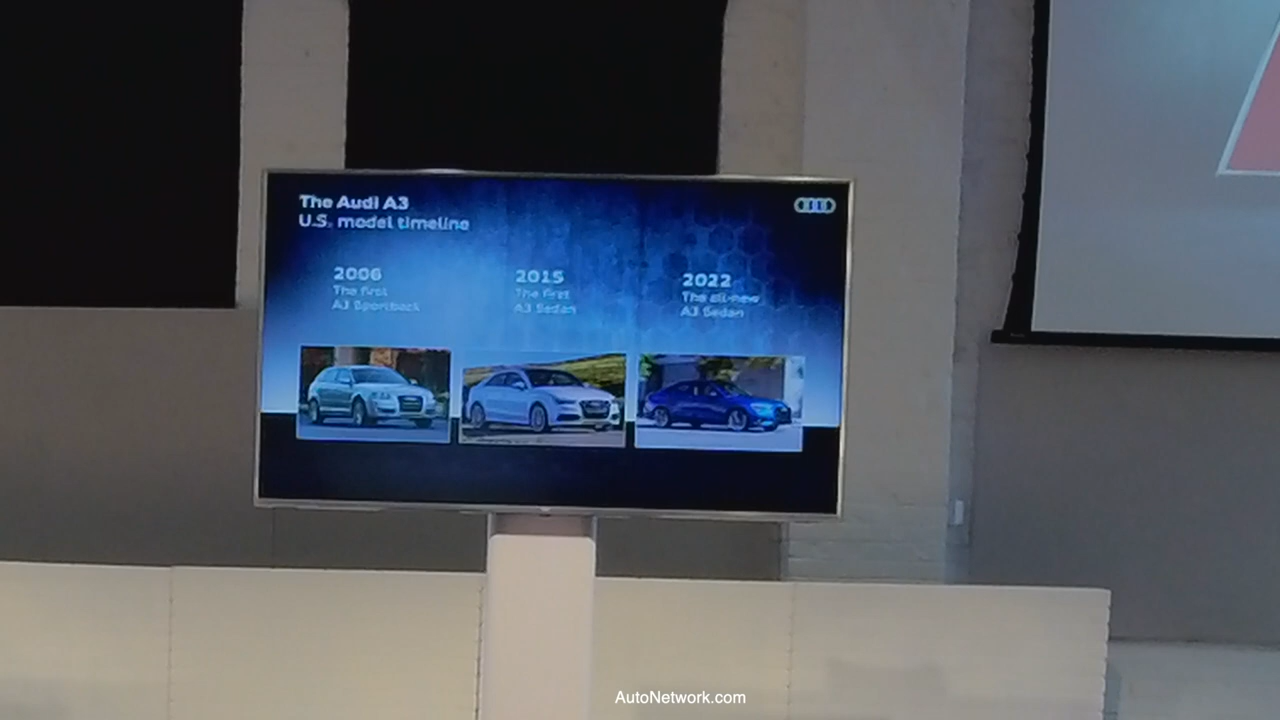 The Audi A3
U.S. model timeline
2006
The first
A3 Sportback
2015
The first
A3 Sedan
2022
The all-new
A3 Sedan
AutoNetwork.com